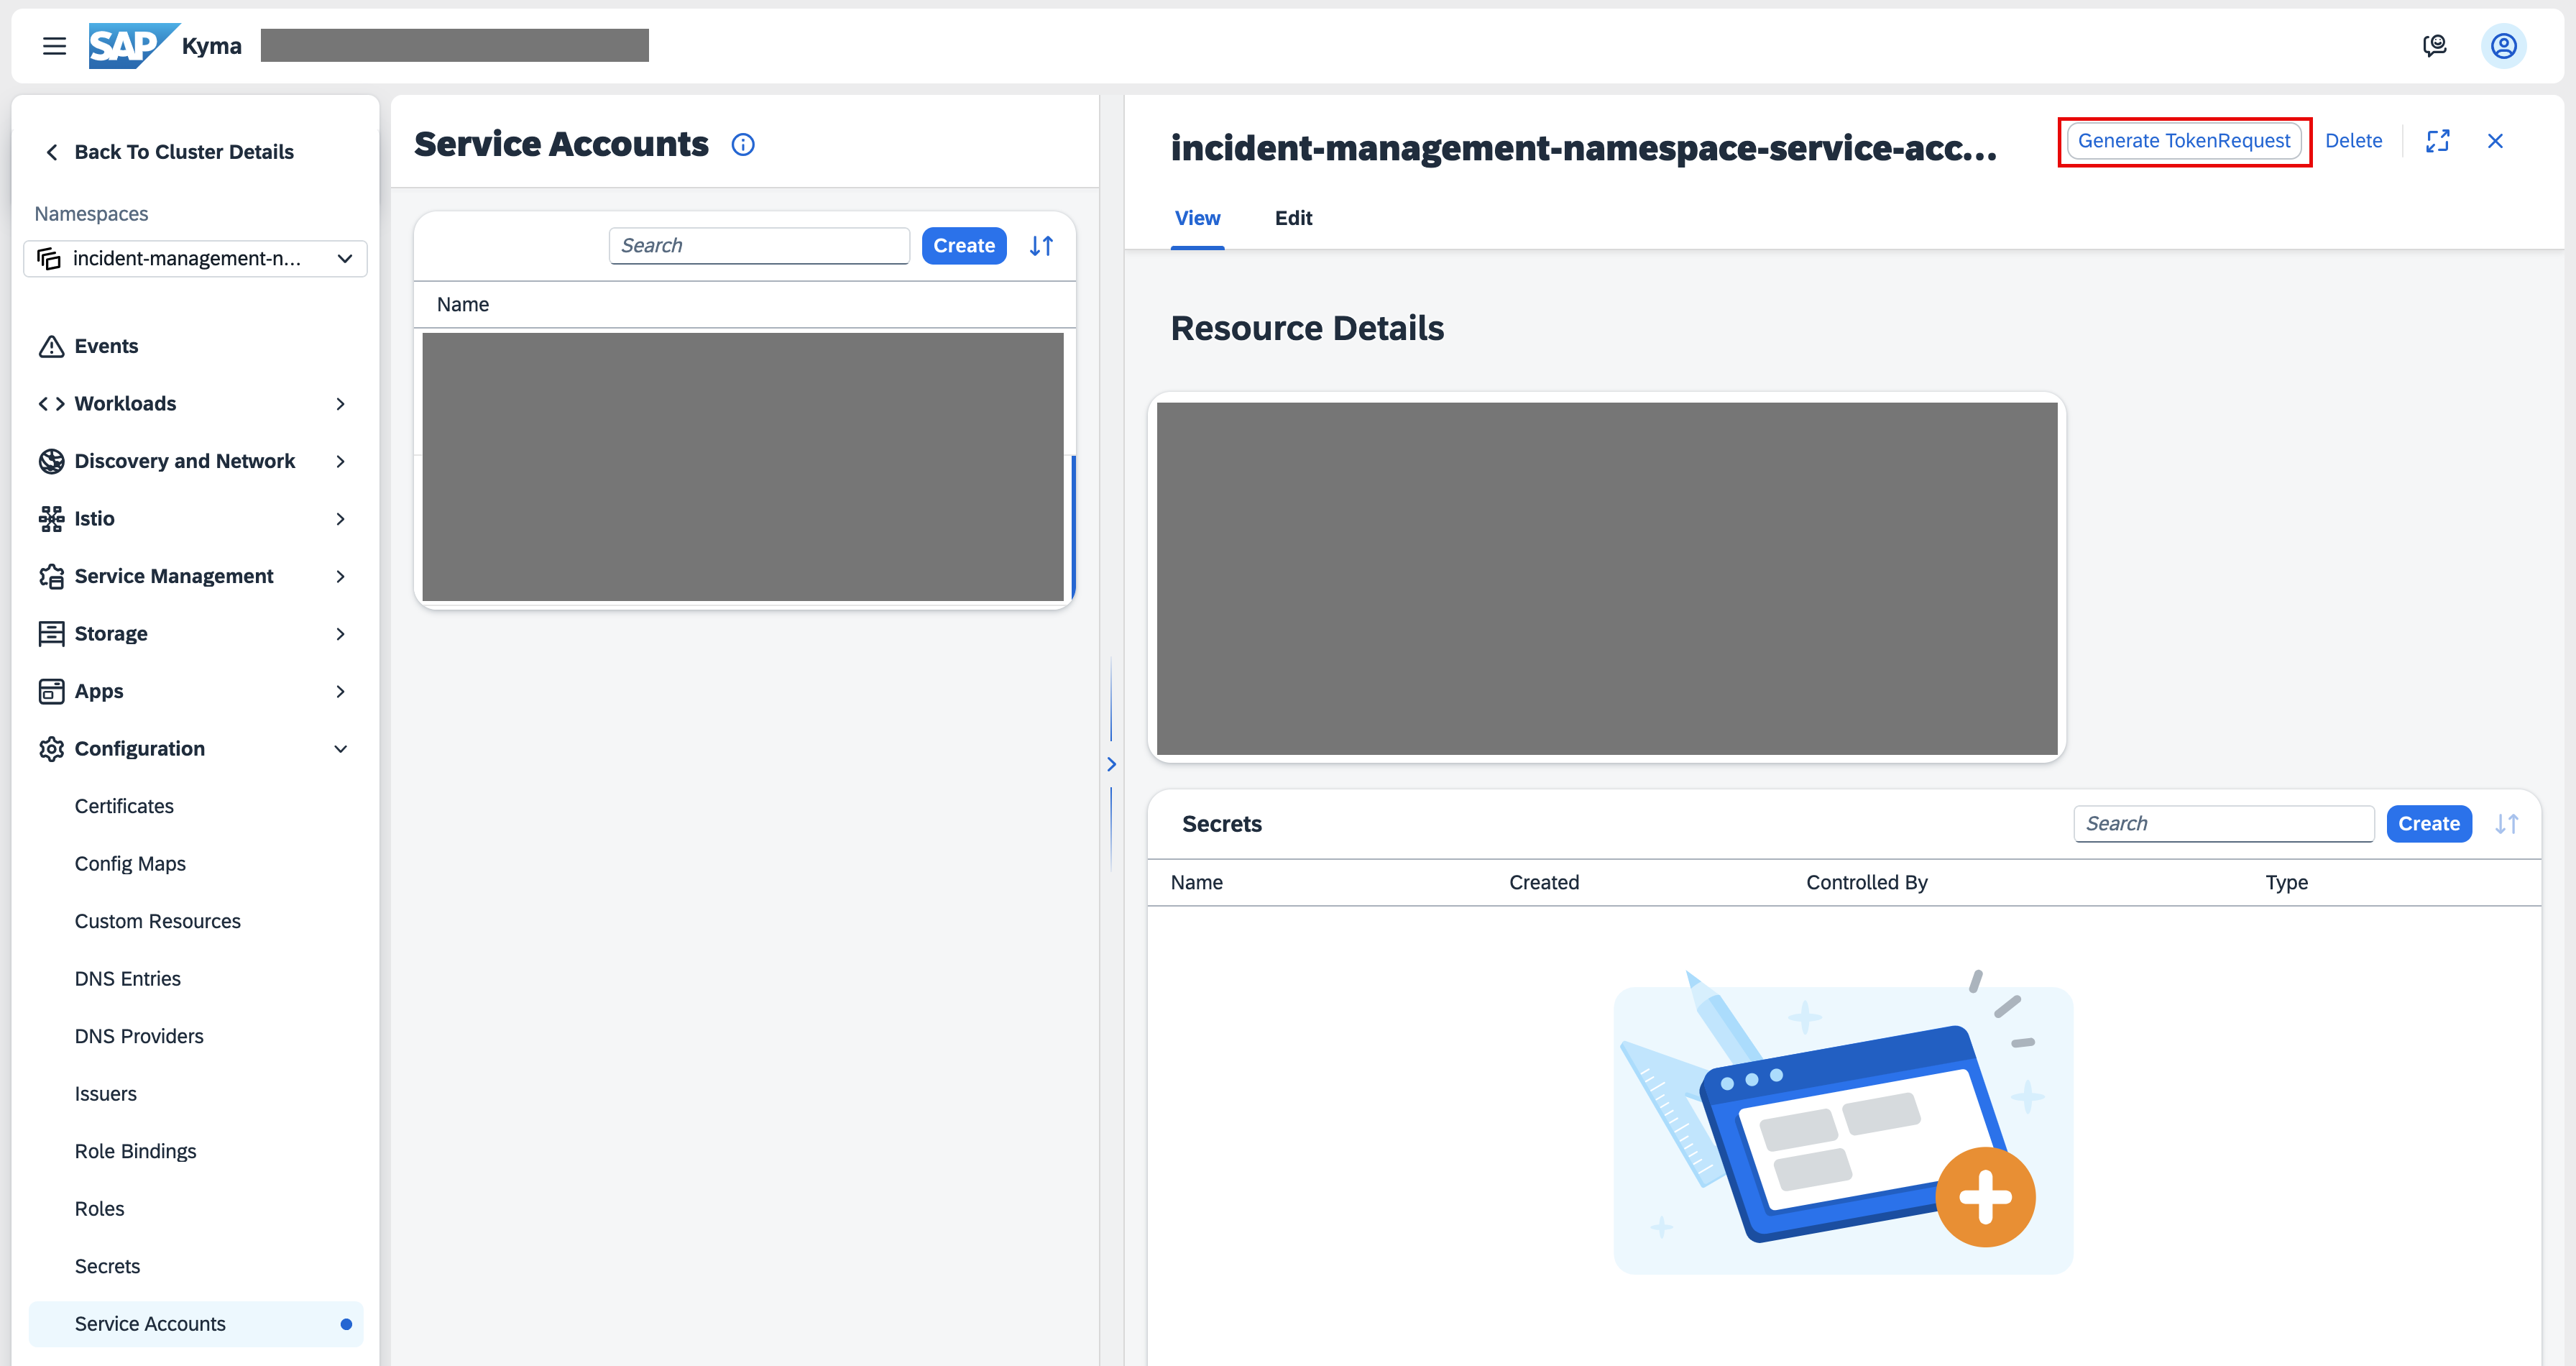 SAP Kyma
Back To Cluster Details
Namespaces
incident-management-n...
Events
Workloads
Discovery and Network
Istio
Service Management
Storage
Apps
Configuration
Certificates
Config Maps
Custom Resources
DNS Entries
DNS Providers
Issuers
Role Bindings
Roles
Secrets
Service Accounts
Service Accounts
Search Create
Name
incident-management-namespace-service-acc...
Generate TokenRequest Delete
View Edit
Resource Details
Secrets Search Create
Name Created Controlled By Type